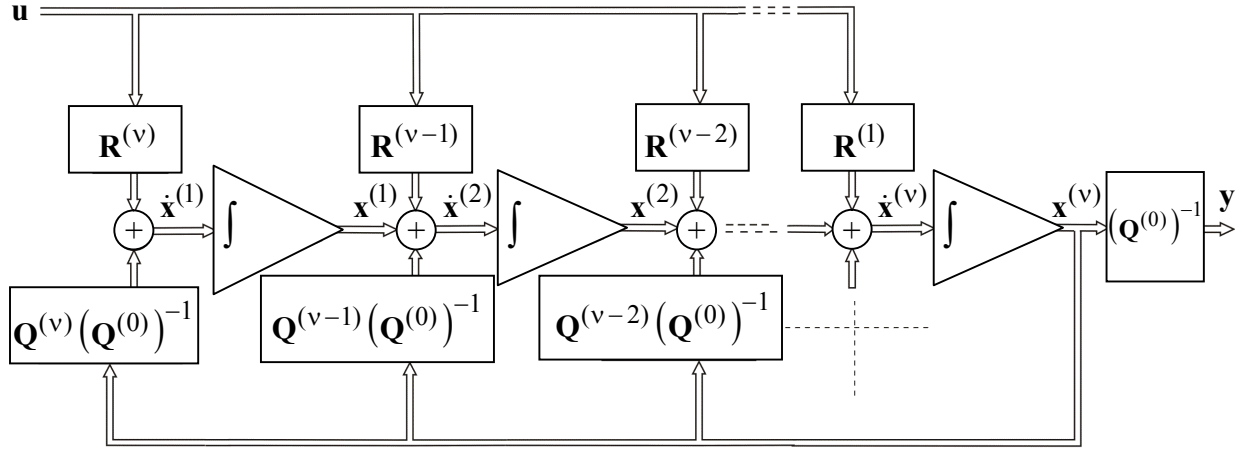 u
R^(ν) R^(ν−1) R^(ν−2) R^(1)
ẋ^(1) x^(1) ẋ^(2) x^(2) ẋ^(ν) x^(ν) y
+ ∫ + ∫ + + ∫ (Q^(0))^−1
Q^(ν)(Q^(0))^−1 Q^(ν−1)(Q^(0))^−1 Q^(ν−2)(Q^(0))^−1